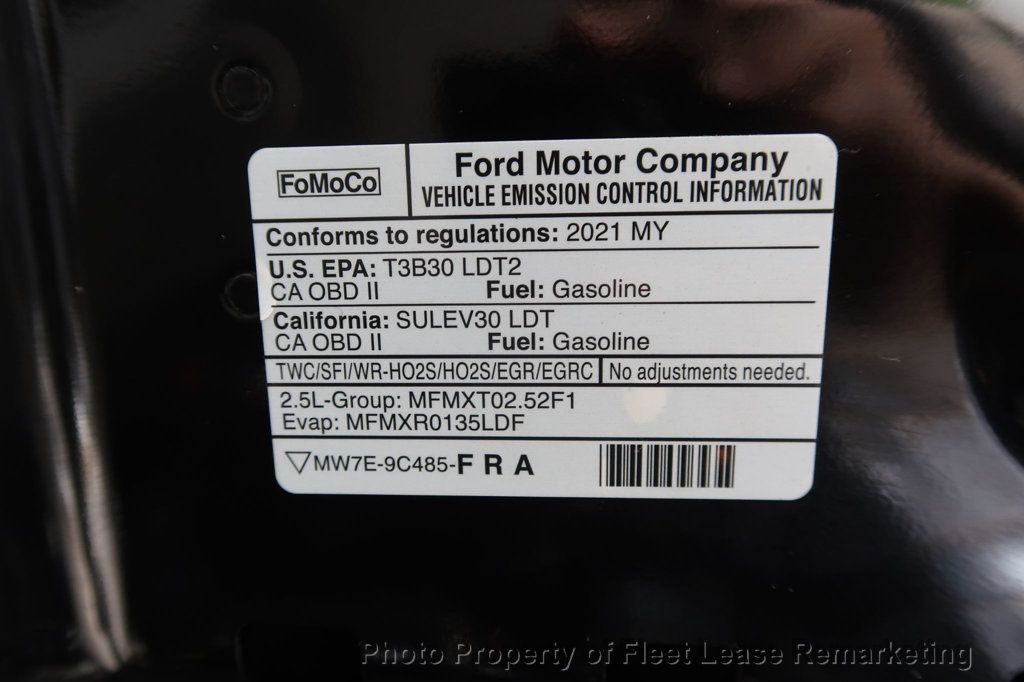 FoMoCo
Ford Motor Company
VEHICLE EMISSION CONTROL INFORMATION
Conforms to regulations: 2021 MY
U.S. EPA: T3B30 LDT2
CA OBD II Fuel: Gasoline
California: SULEV30 LDT
CA OBD II Fuel: Gasoline
TWC/SFI/WR-HO2S/HO2S/EGR/EGRC No adjustments needed.
2.5L-Group: MFMXT02.52F1
Evap: MFMXR0135LDF
MW7E-9C485-F R A
Photo Property of Fleet Lease Remarketing